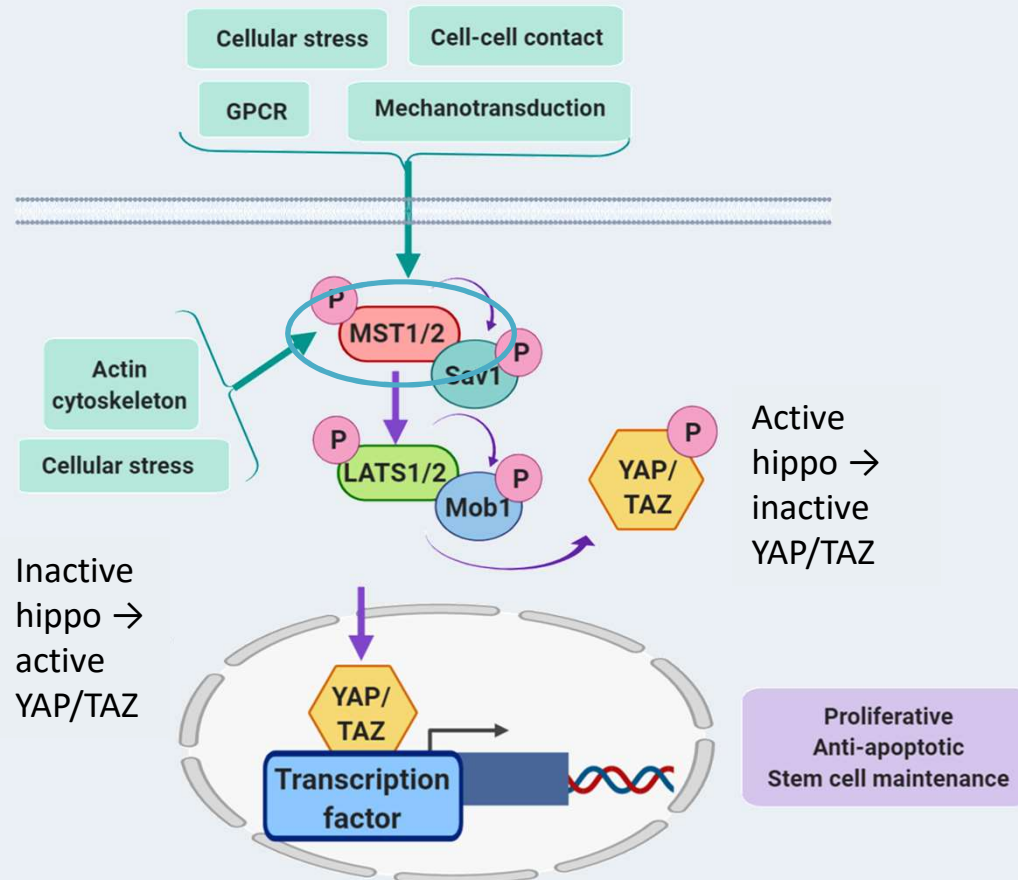 Cellular stress
Cell-cell contact
GPCR
Mechanotransduction
P
MST1/2
P
Sav1
Actin
cytoskeleton
Cellular stress
P
LATS1/2
P
Mob1
P
YAP/
TAZ
Active
hippo →
inactive
YAP/TAZ
Inactive
hippo →
active
YAP/TAZ
YAP/
TAZ
Transcription
factor
Proliferative
Anti-apoptotic
Stem cell maintenance